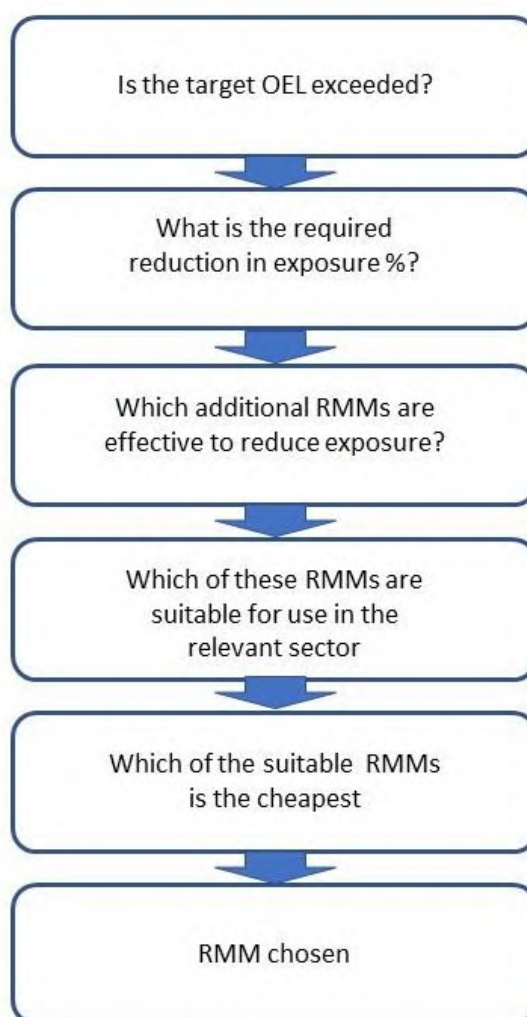 Is the target OEL exceeded?
What is the required
reduction in exposure %?
Which additional RMMs are
effective to reduce exposure?
Which of these RMMs are
suitable for use in the
relevant sector
Which of the suitable RMMs
is the cheapest
RMM chosen